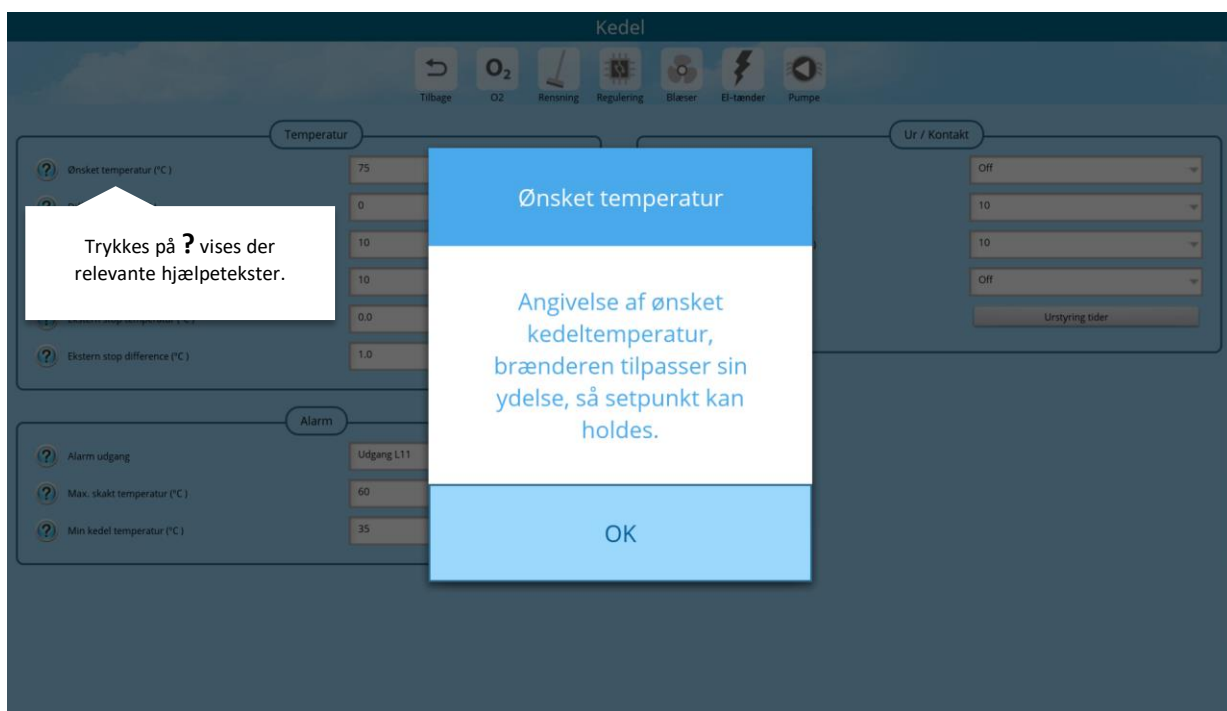 Kedel
Tilbage
O₂
O2
Rensning
Regulering
Blæser
El-tænder
Pumpe
Temperatur
Ønsket temperatur (°C )
75
0
10
10
0.0
Ekstern stop difference (°C )
1.0
Trykkes på ? vises der
relevante hjælpetekster.
Alarm
Alarm udgang
Udgang L11
Max. skakt temperatur (°C )
60
Min kedel temperatur (°C )
35
Ønsket temperatur
Angivelse af ønsket
kedeltemperatur,
brænderen tilpasser sin
ydelse, så setpunkt kan
holdes.
OK
Ur / Kontakt
Off
10
10
Off
Urstyring tider